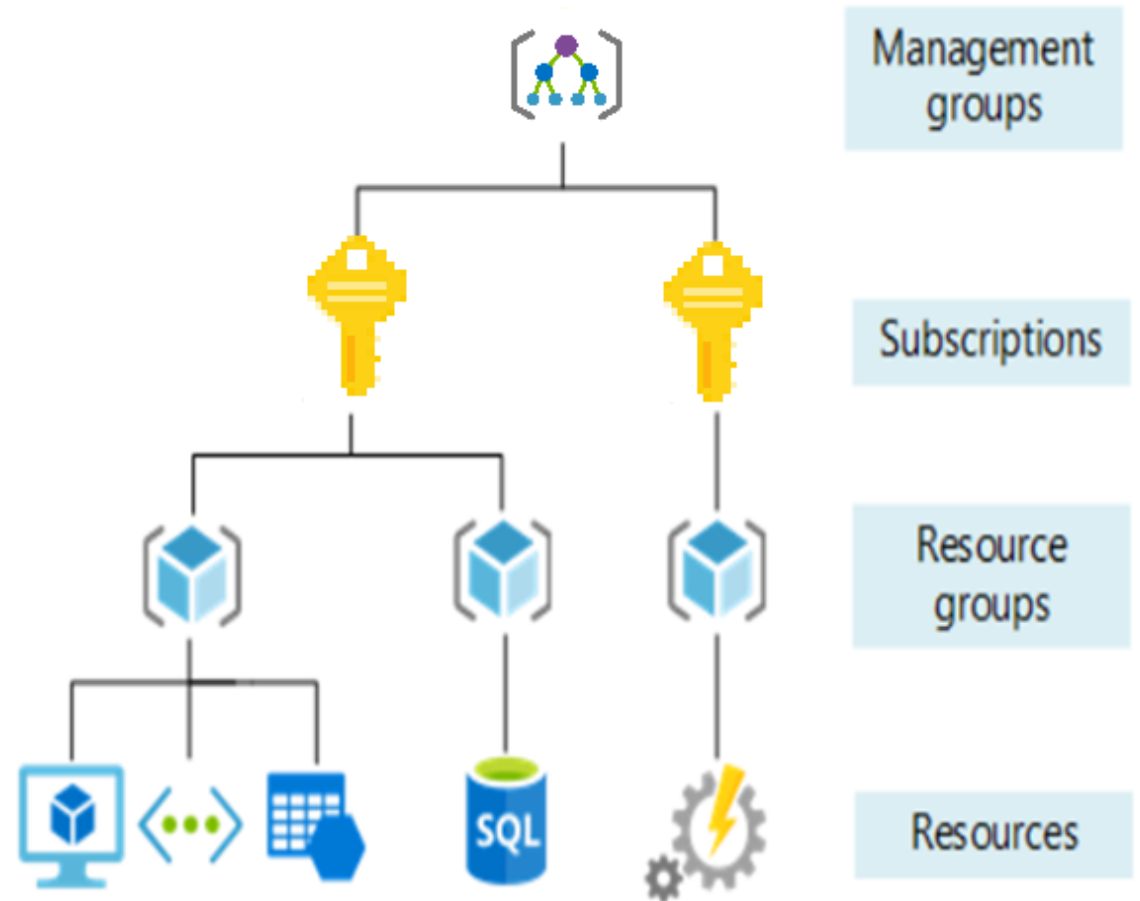 Management
groups
Subscriptions
Resource
groups
SQL
Resources